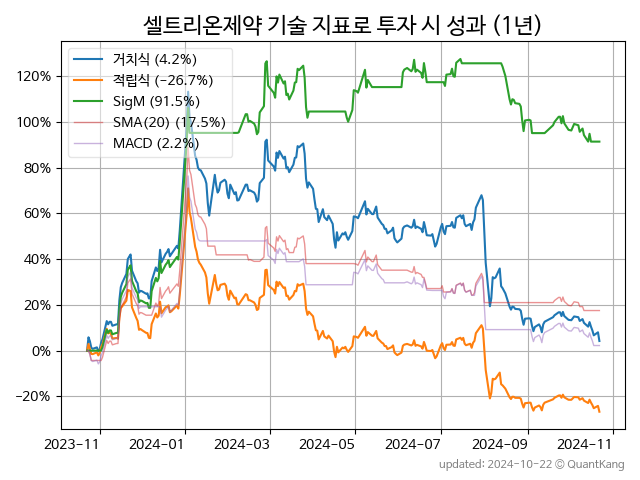 셀트리온제약 기술 지표로 투자 시 성과 (1년)
거치식 (4.2%)
적립식 (−26.7%)
SigM (91.5%)
SMA(20) (17.5%)
MACD (2.2%)
120%
100%
80%
60%
40%
20%
0%
−20%
2023−11 2024−01 2024−03 2024−05 2024−07 2024−09 2024−11
updated: 2024-10-22 © QuantKang